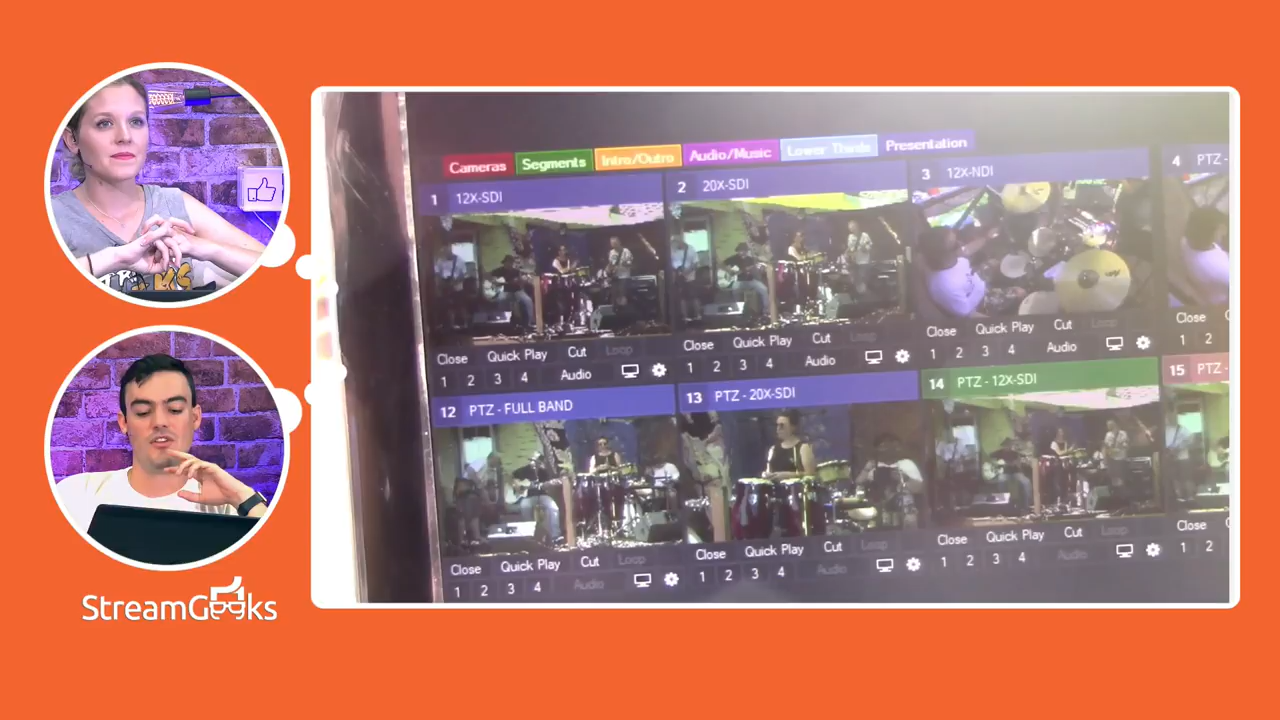 Cameras Segments Intro/Outro Audio/Music Lower Thirds Presentation
1 12X-SDI
2 20X-SDI
3 12X-NDI
4 PTZ -
Close Quick Play Cut Loop
1 2 3 4 Audio
Close Quick Play Cut Loop
1 2 3 4 Audio
Close Quick Play Cut Loop
1 2 3 4 Audio
Close
1 2
12 PTZ - FULL BAND
13 PTZ - 20X-SDI
14 PTZ - 12X-SDI
15 PTZ -
Close Quick Play Cut Loop
1 2 3 4 Audio
Close Quick Play Cut Loop
1 2 3 4 Audio
Close Quick Play Cut Loop
1 2 3 4 Audio
Close
1 2
StreamGeeks